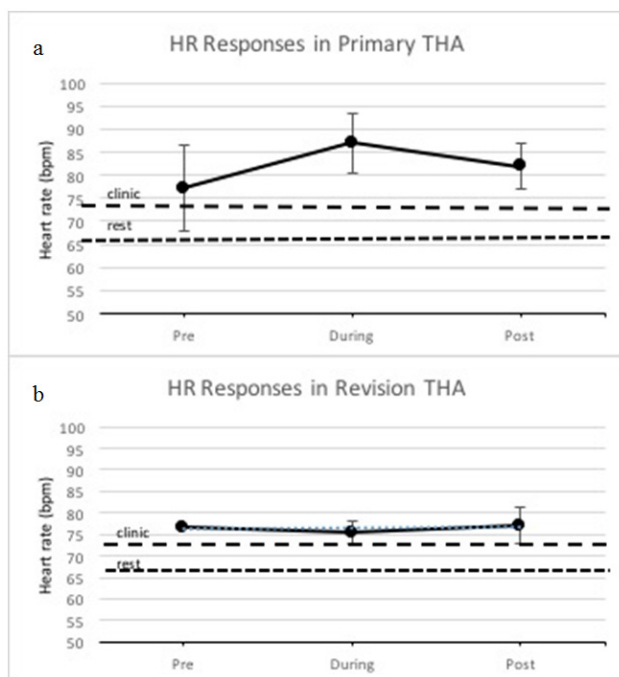 a
HR Responses in Primary THA
Heart rate (bpm)
100
95
90
85
80
75
70
65
60
55
50
clinic
rest
Pre During Post
b
HR Responses in Revision THA
Heart rate (bpm)
100
95
90
85
80
75
70
65
60
55
50
clinic
rest
Pre During Post